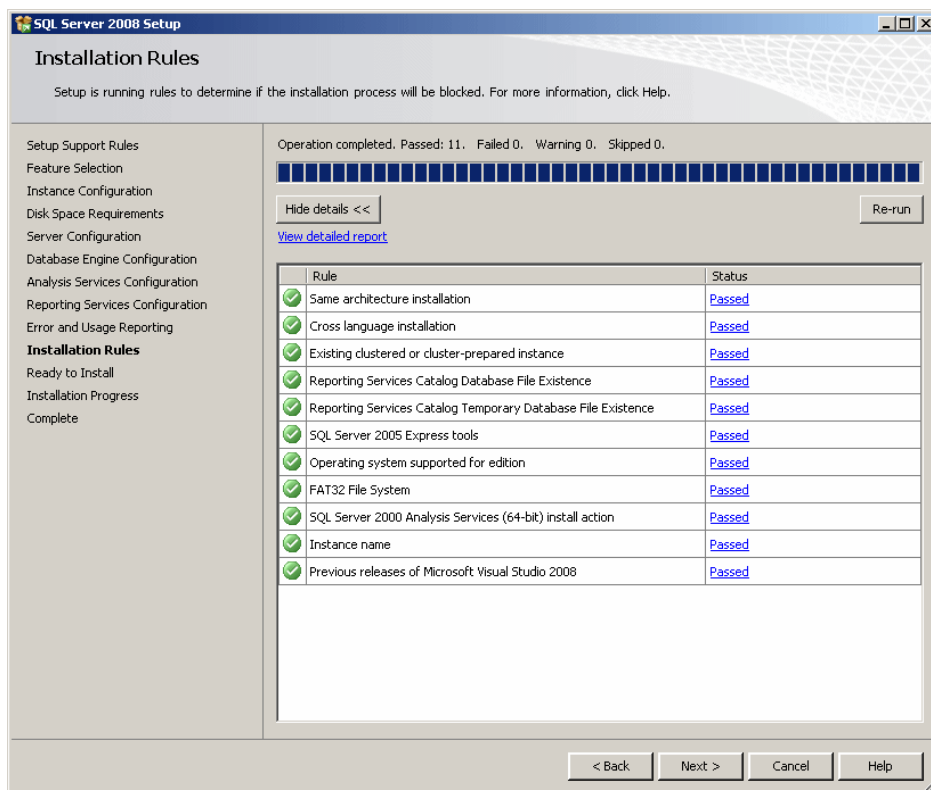 SQL Server 2008 Setup
Installation Rules
Setup is running rules to determine if the installation process will be blocked. For more information, click Help.
Setup Support Rules
Feature Selection
Instance Configuration
Disk Space Requirements
Server Configuration
Database Engine Configuration
Analysis Services Configuration
Reporting Services Configuration
Error and Usage Reporting
Installation Rules
Ready to Install
Installation Progress
Complete
Operation completed. Passed: 11. Failed 0. Warning 0. Skipped 0.
Hide details << Re-run
View detailed report
Rule Status
Same architecture installation Passed
Cross language installation Passed
Existing clustered or cluster-prepared instance Passed
Reporting Services Catalog Database File Existence Passed
Reporting Services Catalog Temporary Database File Existence Passed
SQL Server 2005 Express tools Passed
Operating system supported for edition Passed
FAT32 File System Passed
SQL Server 2000 Analysis Services (64-bit) install action Passed
Instance name Passed
Previous releases of Microsoft Visual Studio 2008 Passed
< Back Next > Cancel Help